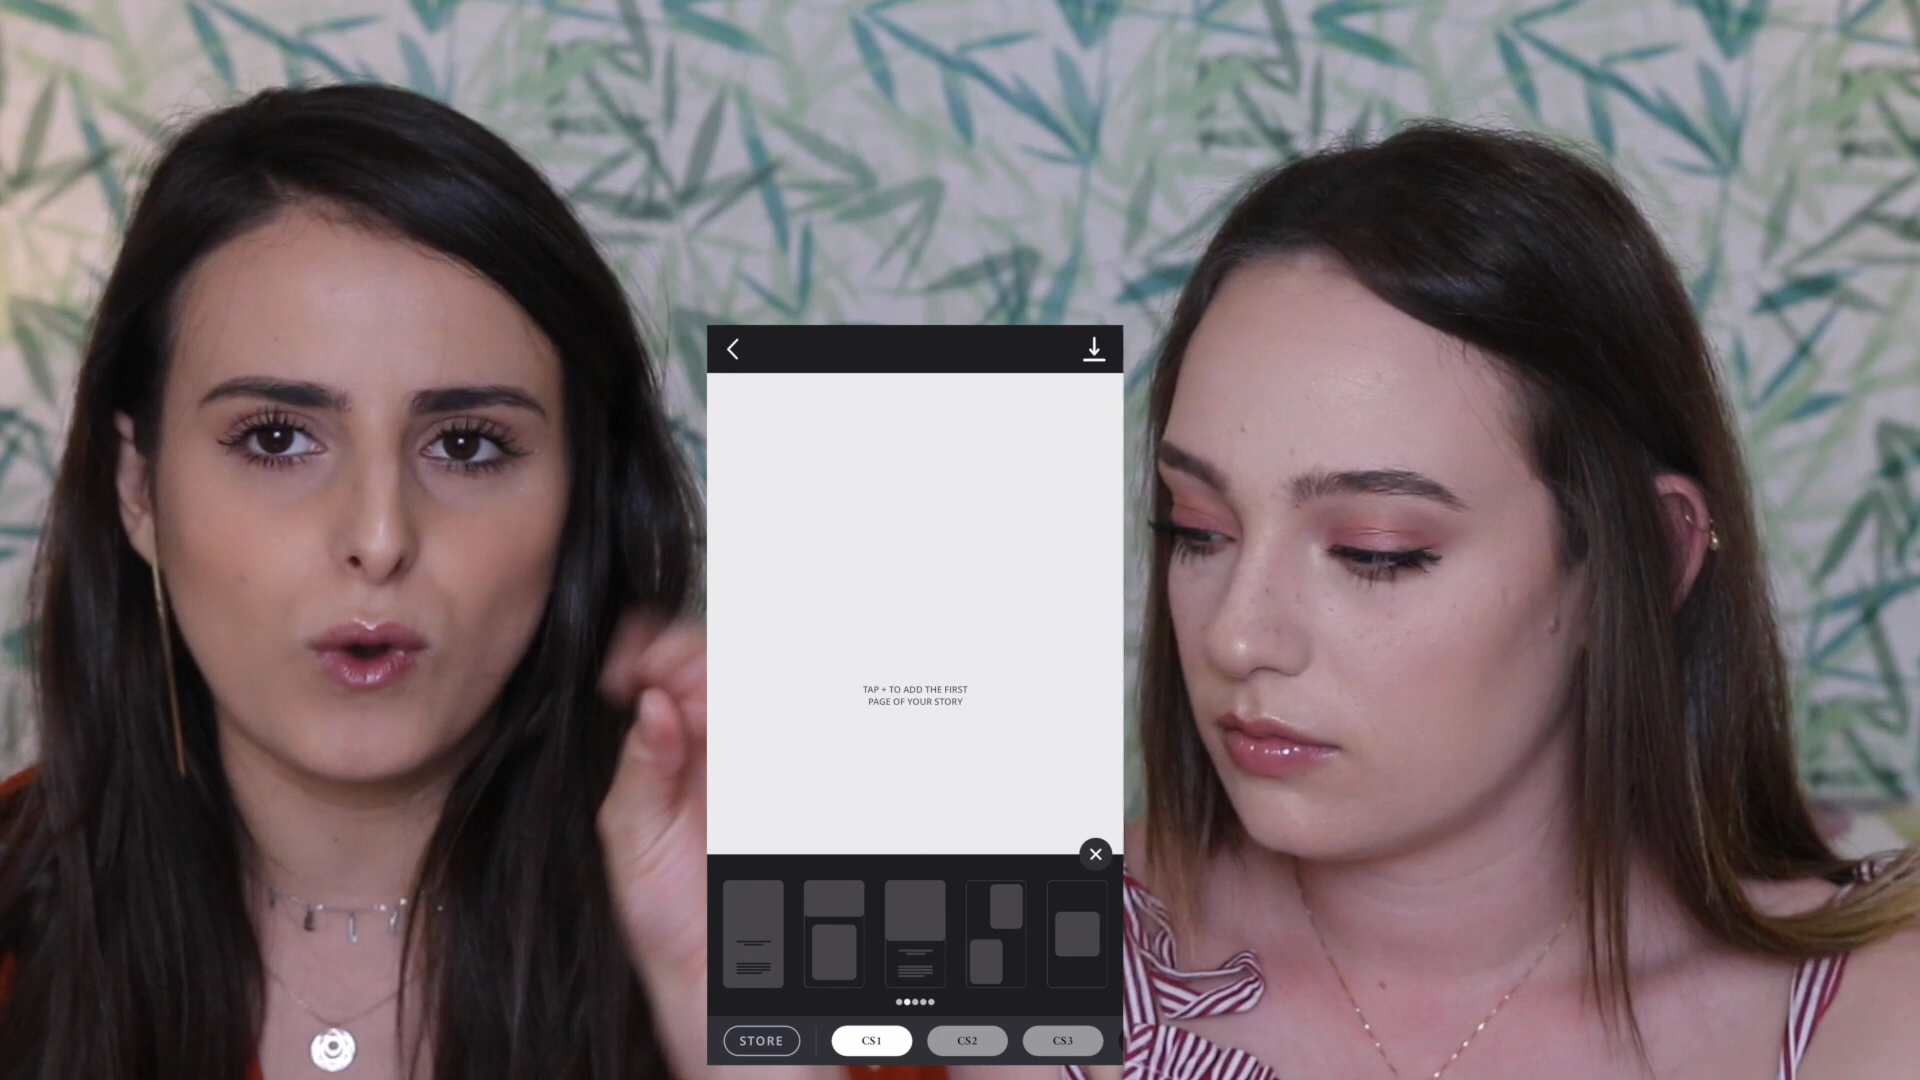 TAP + TO ADD THE FIRST
PAGE OF YOUR STORY
STORE
CS1
CS2
CS3